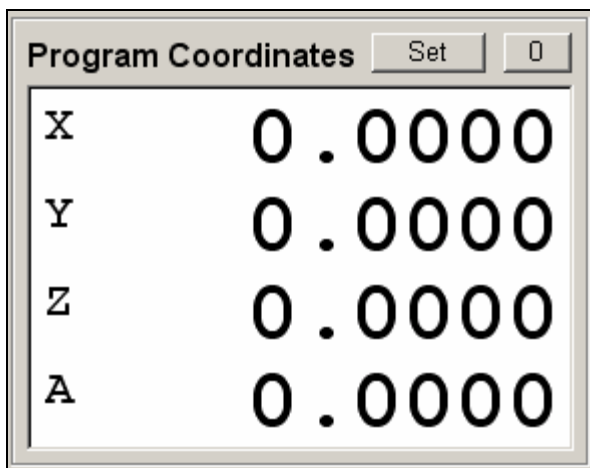 Program Coordinates Set 0
X 0.0000
Y 0.0000
Z 0.0000
A 0.0000